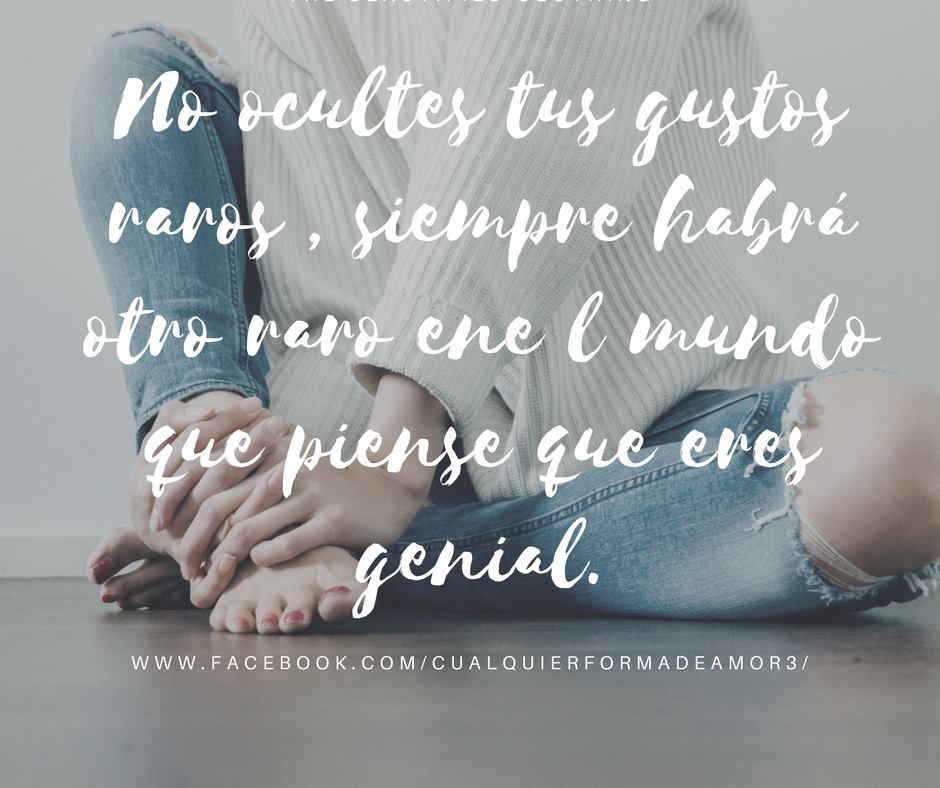 No ocultes tus gustos
raros , siempre habrá
otro raro ene l mundo
que piense que eres
genial.
WWW.FACEBOOK.COM/CUALQUIERFORMADEAMOR3/